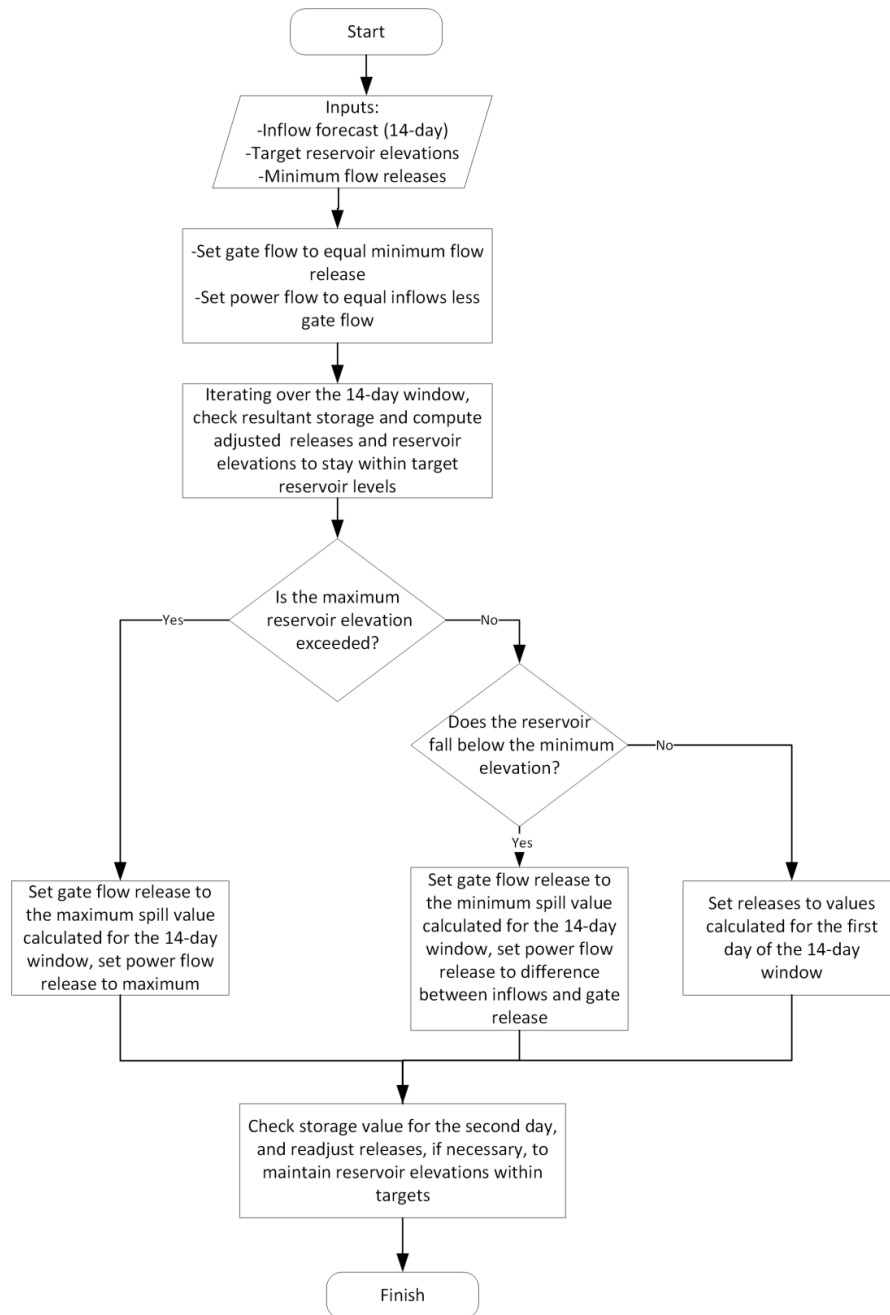 Start
Inputs:
-Inflow forecast (14-day)
-Target reservoir elevations
-Minimum flow releases
-Set gate flow to equal minimum flow
release
-Set power flow to equal inflows less
gate flow
Iterating over the 14-day window,
check resultant storage and compute
adjusted releases and reservoir
elevations to stay within target
reservoir levels
Is the maximum
reservoir elevation
exceeded?
Yes
No
Does the reservoir
fall below the minimum
elevation?
No
Yes
Set gate flow release to
the maximum spill value
calculated for the 14-day
window, set power flow
release to maximum
Set gate flow release to
the minimum spill value
calculated for the 14-day
window, set power flow
release to difference
between inflows and gate
release
Set releases to values
calculated for the first
day of the 14-day
window
Check storage value for the second day,
and readjust releases, if necessary, to
maintain reservoir elevations within
targets
Finish